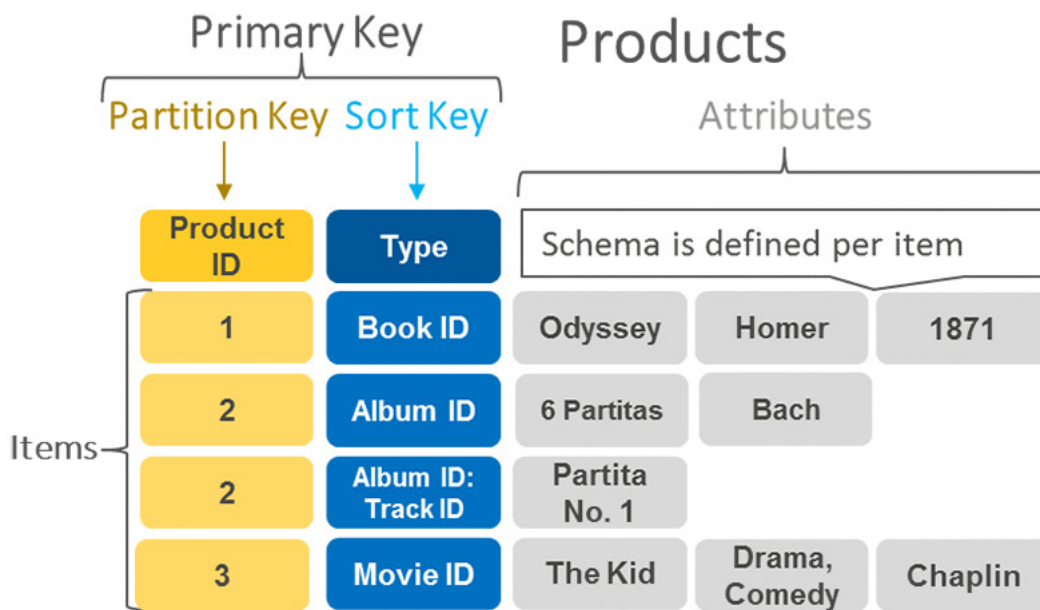 Primary Key
Products
Partition Key
Sort Key
Attributes
Product
ID
Type
Schema is defined per item
Items
1
Book ID
Odyssey
Homer
1871
2
Album ID
6 Partitas
Bach
2
Album ID:
Track ID
Partita
No. 1
3
Movie ID
The Kid
Drama,
Comedy
Chaplin